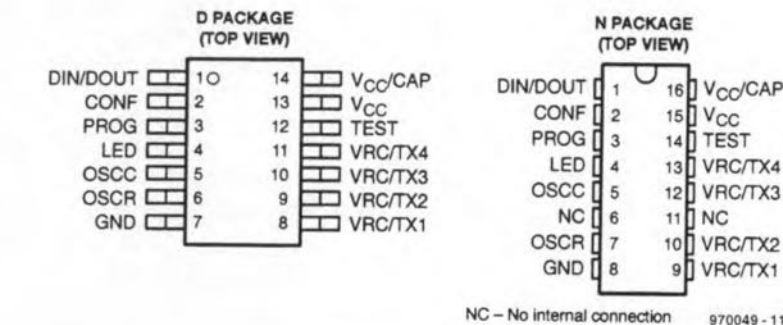 D PACKAGE
(TOP VIEW)
DIN/DOUT 1 14 VCC/CAP
CONF 2 13 VCC
PROG 3 12 TEST
LED 4 11 VRC/TX4
OSCC 5 10 VRC/TX3
OSCR 6 9 VRC/TX2
GND 7 8 VRC/TX1
N PACKAGE
(TOP VIEW)
DIN/DOUT 1 16 VCC/CAP
CONF 2 15 VCC
PROG 3 14 TEST
LED 4 13 VRC/TX4
OSCC 5 12 VRC/TX3
NC 6 11 NC
OSCR 7 10 VRC/TX2
GND 8 9 VRC/TX1
NC – No internal connection
970049 - 11